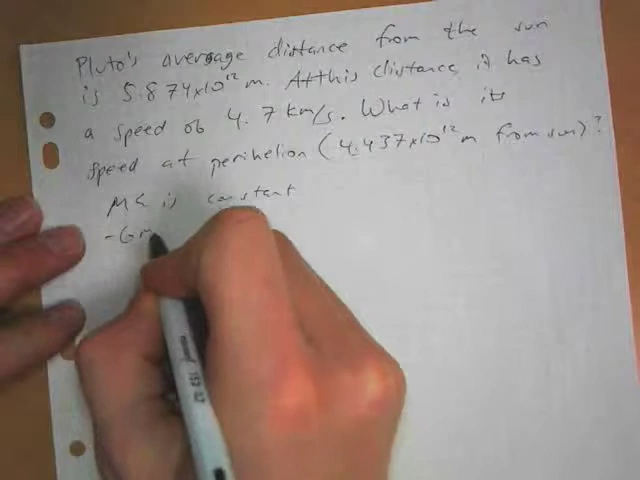 Pluto's average distance from the sun
is 5.874x10¹² m. At this distance, it has
a speed of 4.7 km/s. What is its
speed at perihelion (4.437x10¹² m from sun)?
ME is constant
-Gm